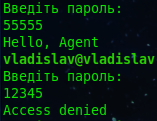 Введіть пароль:
55555
Hello, Agent
vladislav@vladislav
Введіть пароль:
12345
Access denied